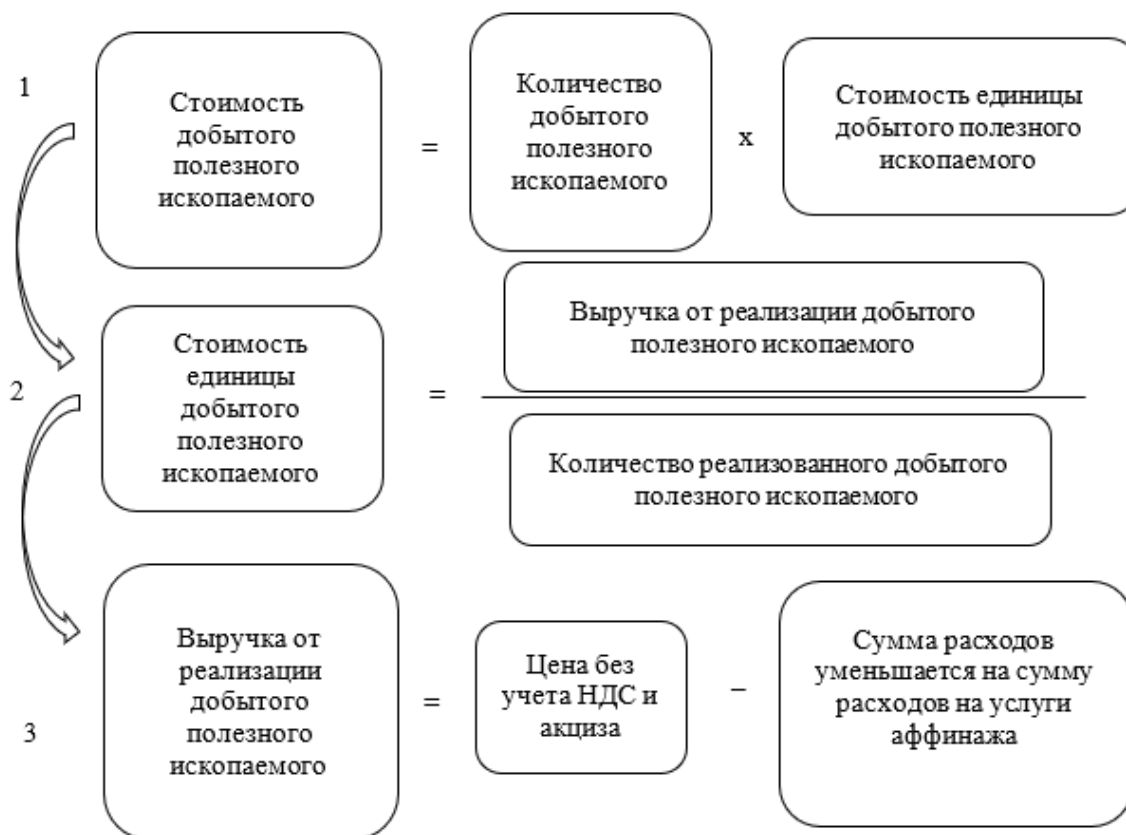 1
Стоимость
добытого
полезного
ископаемого
=
Количество
добытого
полезного
ископаемого
х
Стоимость единицы
добытого полезного
ископаемого
2
Стоимость
единицы
добытого
полезного
ископаемого
=
Выручка от реализации добытого
полезного ископаемого
Количество реализованного добытого
полезного ископаемого
3
Выручка от
реализации
добытого
полезного
ископаемого
=
Цена без
учета НДС и
акциза
–
Сумма расходов
уменьшается на сумму
расходов на услуги
аффинажа